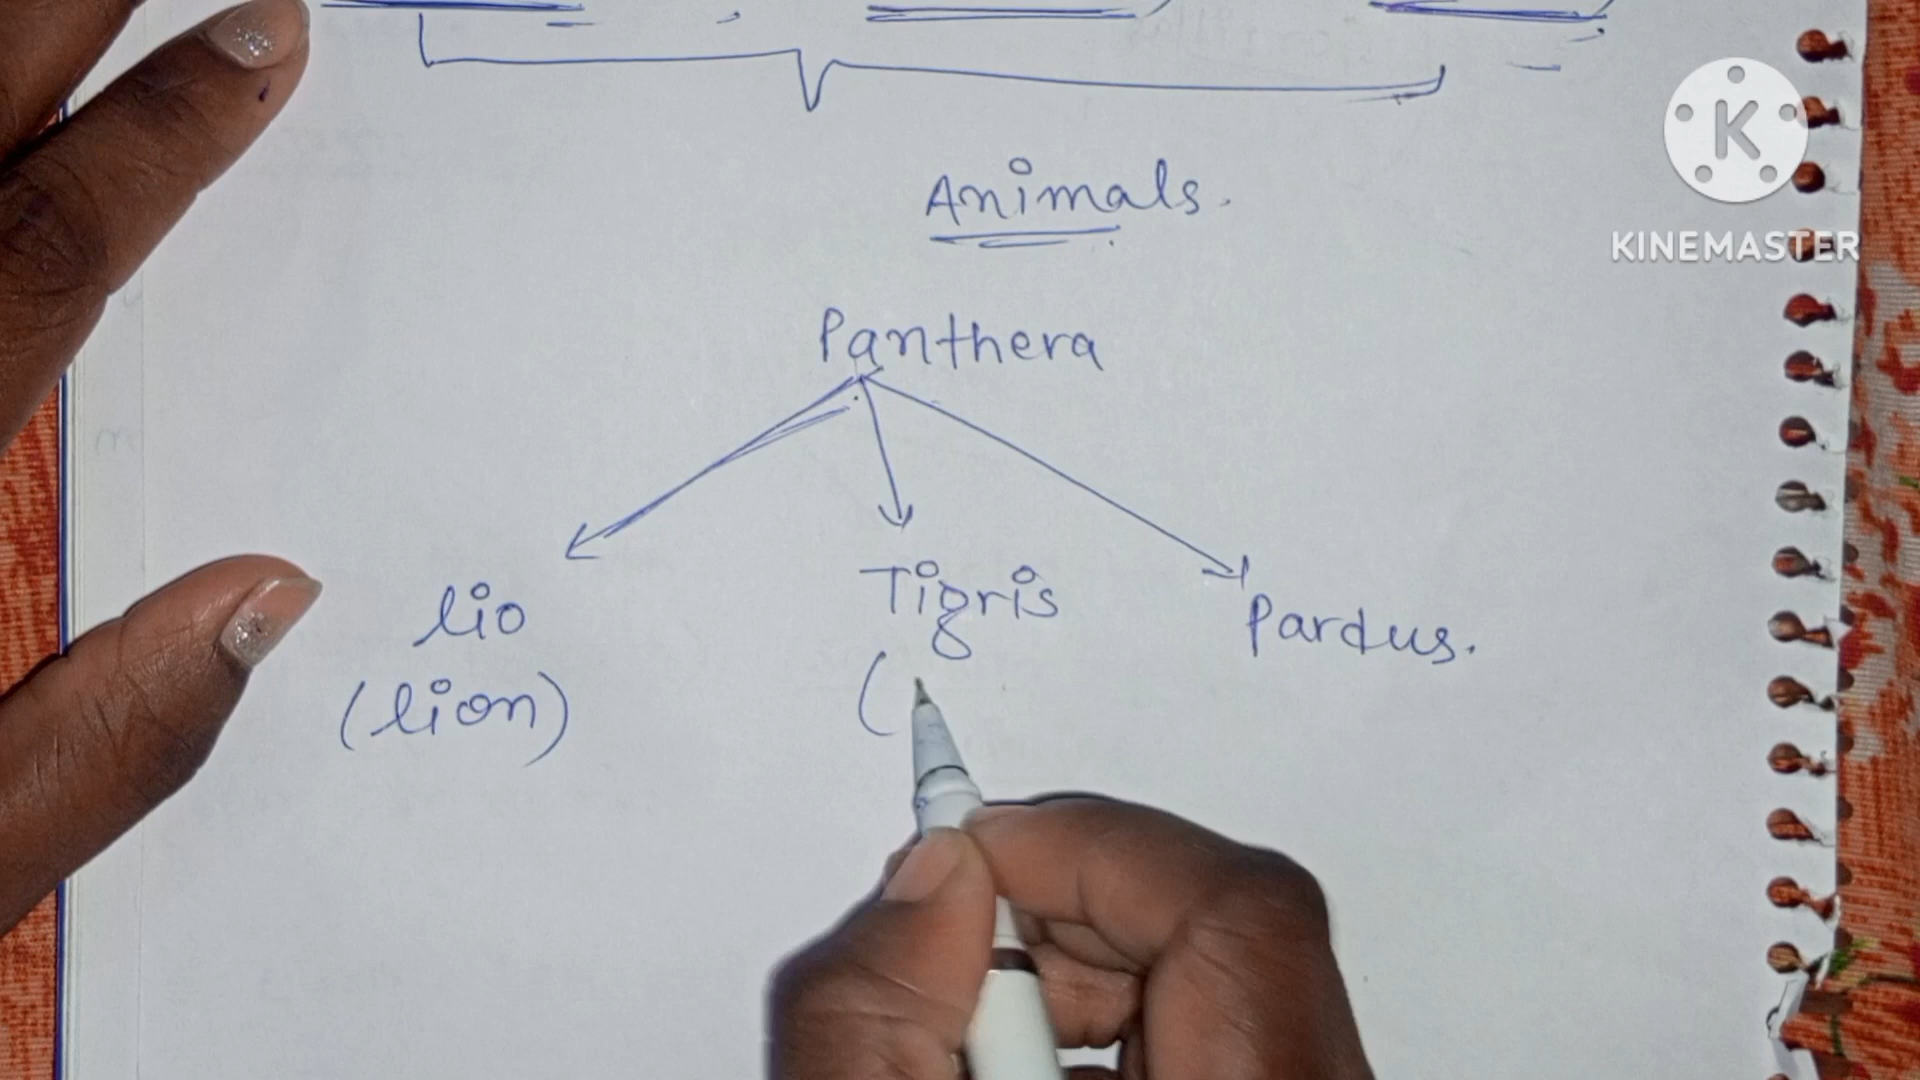 Animals.
Panthera
lio Tigris Pardus.
(lion) (
K
KINEMASTER